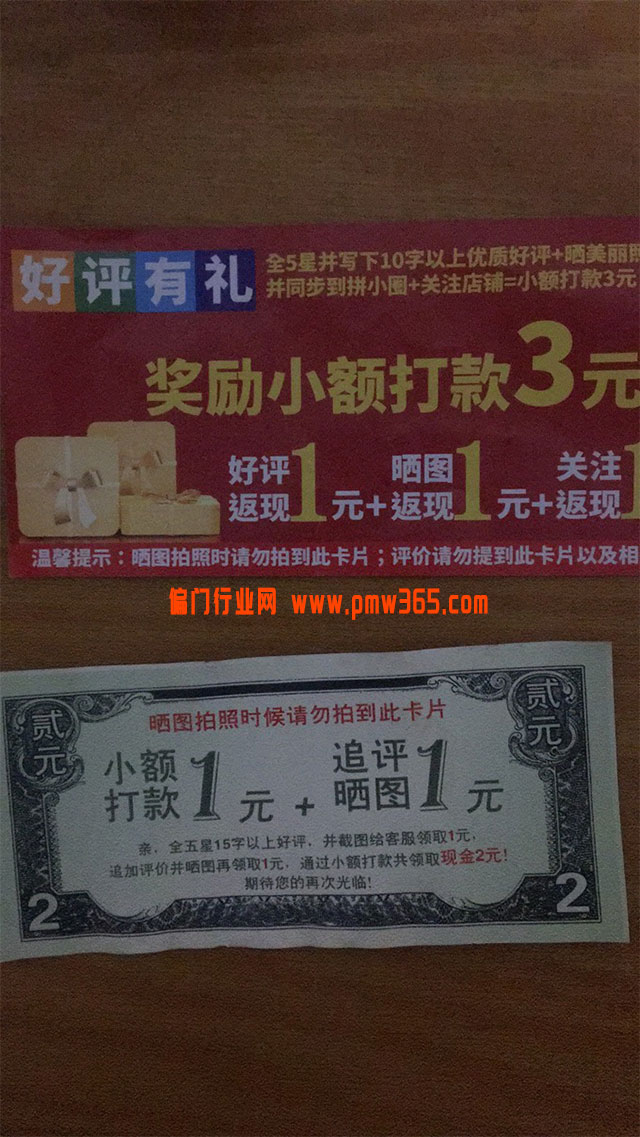 好评有礼
全5星并写下10字以上优质好评+晒美丽照
并同步到拼小圈+关注店铺=小额打款3元
奖励小额打款3元
好评返现1元+晒图返现1元+关注返现1
温馨提示：晒图拍照时请勿拍到此卡片；评价请勿提到此卡片以及相
偏门行业网 www.pmw365.com
贰元
贰元
晒图拍照时候请勿拍到此卡片
小额打款1元+追评晒图1元
亲，全五星15字以上好评，并截图给客服领取1元，
追加评价并晒图再领取1元，通过小额打款共领取现金2元！
期待您的再次光临！
2
2